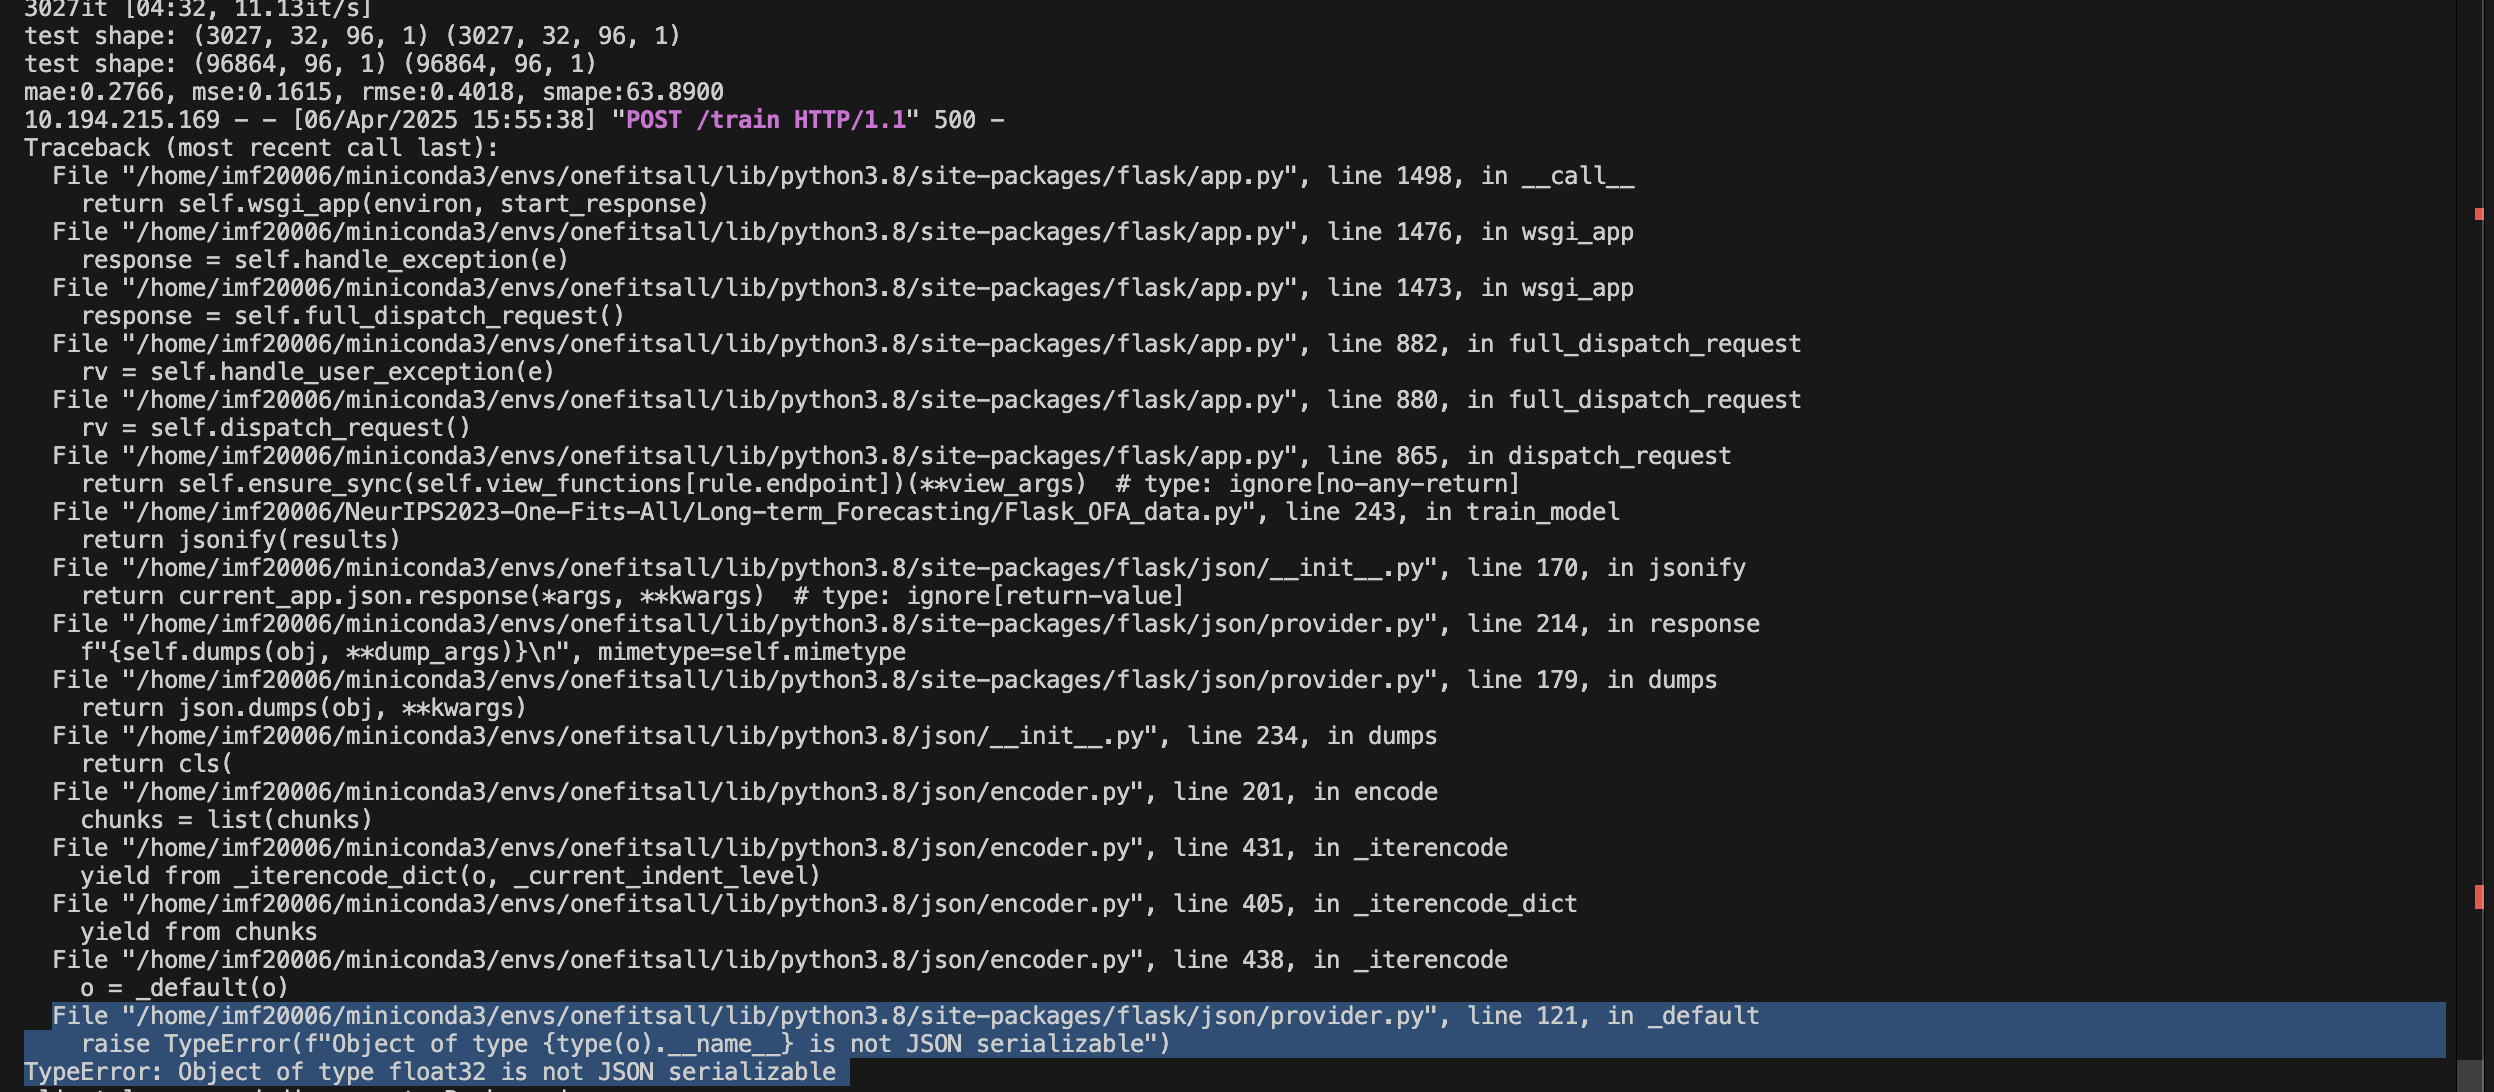 3027it [04:32, 11.13it/s]
test shape: (3027, 32, 96, 1) (3027, 32, 96, 1)
test shape: (96864, 96, 1) (96864, 96, 1)
mae:0.2766, mse:0.1615, rmse:0.4018, smape:63.8900
10.194.215.169 - - [06/Apr/2025 15:55:38] "POST /train HTTP/1.1" 500 -
Traceback (most recent call last):
  File "/home/imf20006/miniconda3/envs/onefitsall/lib/python3.8/site-packages/flask/app.py", line 1498, in __call__
    return self.wsgi_app(environ, start_response)
  File "/home/imf20006/miniconda3/envs/onefitsall/lib/python3.8/site-packages/flask/app.py", line 1476, in wsgi_app
    response = self.handle_exception(e)
  File "/home/imf20006/miniconda3/envs/onefitsall/lib/python3.8/site-packages/flask/app.py", line 1473, in wsgi_app
    response = self.full_dispatch_request()
  File "/home/imf20006/miniconda3/envs/onefitsall/lib/python3.8/site-packages/flask/app.py", line 882, in full_dispatch_request
    rv = self.handle_user_exception(e)
  File "/home/imf20006/miniconda3/envs/onefitsall/lib/python3.8/site-packages/flask/app.py", line 880, in full_dispatch_request
    rv = self.dispatch_request()
  File "/home/imf20006/miniconda3/envs/onefitsall/lib/python3.8/site-packages/flask/app.py", line 865, in dispatch_request
    return self.ensure_sync(self.view_functions[rule.endpoint])(**view_args)  # type: ignore[no-any-return]
  File "/home/imf20006/NeurIPS2023-One-Fits-All/Long-term_Forecasting/Flask_OFA_data.py", line 243, in train_model
    return jsonify(results)
  File "/home/imf20006/miniconda3/envs/onefitsall/lib/python3.8/site-packages/flask/json/__init__.py", line 170, in jsonify
    return current_app.json.response(*args, **kwargs)  # type: ignore[return-value]
  File "/home/imf20006/miniconda3/envs/onefitsall/lib/python3.8/site-packages/flask/json/provider.py", line 214, in response
    f"{self.dumps(obj, **dump_args)}\n", mimetype=self.mimetype
  File "/home/imf20006/miniconda3/envs/onefitsall/lib/python3.8/site-packages/flask/json/provider.py", line 179, in dumps
    return json.dumps(obj, **kwargs)
  File "/home/imf20006/miniconda3/envs/onefitsall/lib/python3.8/json/__init__.py", line 234, in dumps
    return cls(
  File "/home/imf20006/miniconda3/envs/onefitsall/lib/python3.8/json/encoder.py", line 201, in encode
    chunks = list(chunks)
  File "/home/imf20006/miniconda3/envs/onefitsall/lib/python3.8/json/encoder.py", line 431, in _iterencode
    yield from _iterencode_dict(o, _current_indent_level)
  File "/home/imf20006/miniconda3/envs/onefitsall/lib/python3.8/json/encoder.py", line 405, in _iterencode_dict
    yield from chunks
  File "/home/imf20006/miniconda3/envs/onefitsall/lib/python3.8/json/encoder.py", line 438, in _iterencode
    o = _default(o)
  File "/home/imf20006/miniconda3/envs/onefitsall/lib/python3.8/site-packages/flask/json/provider.py", line 121, in _default
    raise TypeError(f"Object of type {type(o).__name__} is not JSON serializable")
TypeError: Object of type float32 is not JSON serializable